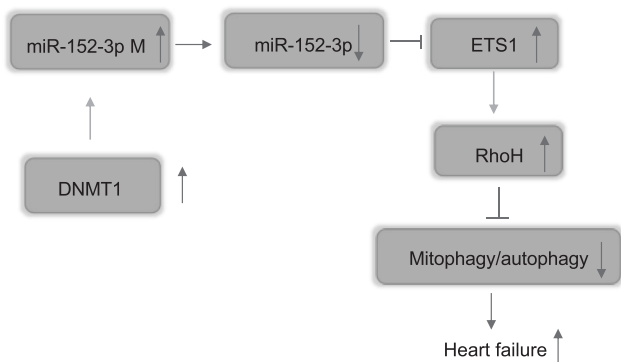 miR-152-3p M
miR-152-3p
ETS1
RhoH
DNMT1
Mitophagy/autophagy
Heart failure